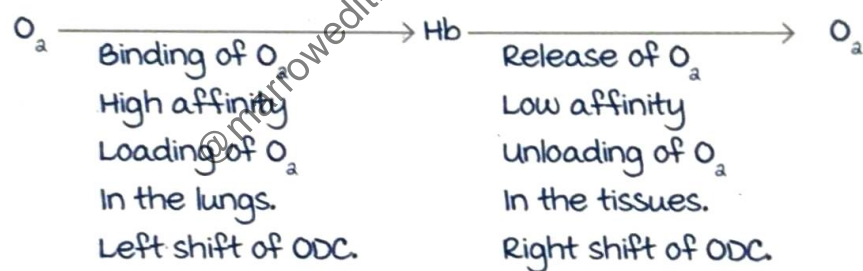 O₂ → Hb → O₂
Binding of O₂
High affinity
Loading of O₂
In the lungs.
Left shift of ODC.
Release of O₂
Low affinity
unloading of O₂
In the tissues.
Right shift of ODC.